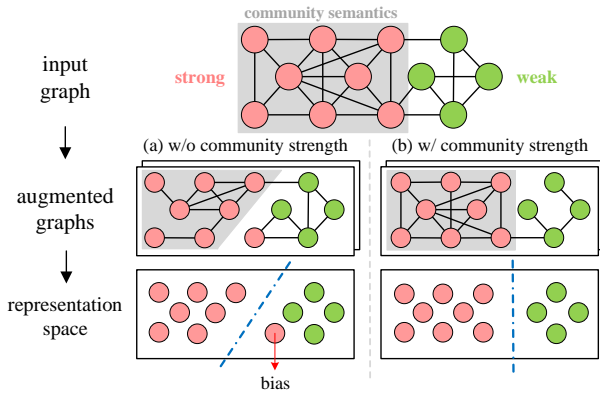 community semantics
input
graph
strong
weak
(a) w/o community strength
(b) w/ community strength
augmented
graphs
representation
space
bias